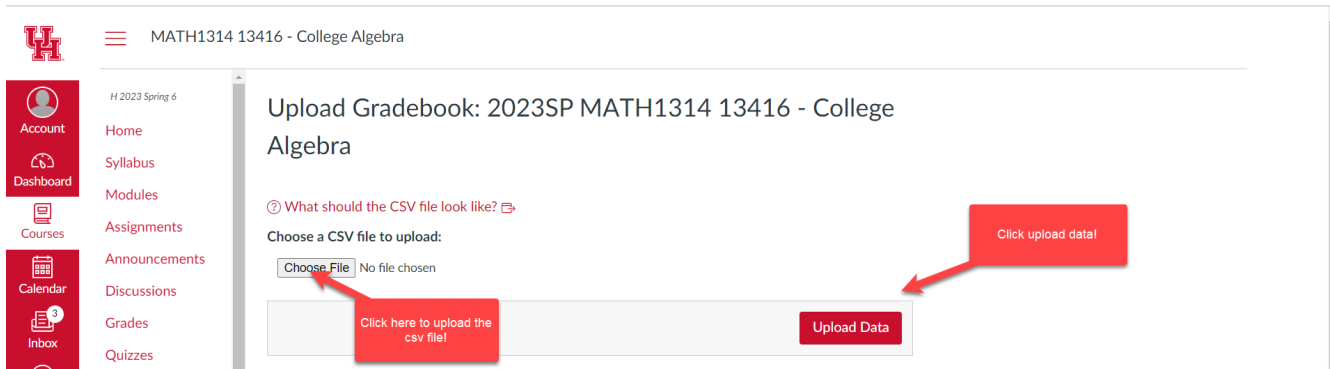 UH
MATH1314 13416 - College Algebra
Account
Dashboard
Courses
Calendar
3
Inbox
H 2023 Spring 6
Home
Syllabus
Modules
Assignments
Announcements
Discussions
Grades
Quizzes
Upload Gradebook: 2023SP MATH1314 13416 - College
Algebra
? What should the CSV file look like?
Choose a CSV file to upload:
Choose File No file chosen
Click here to upload the
csv file!
Click upload data!
Upload Data